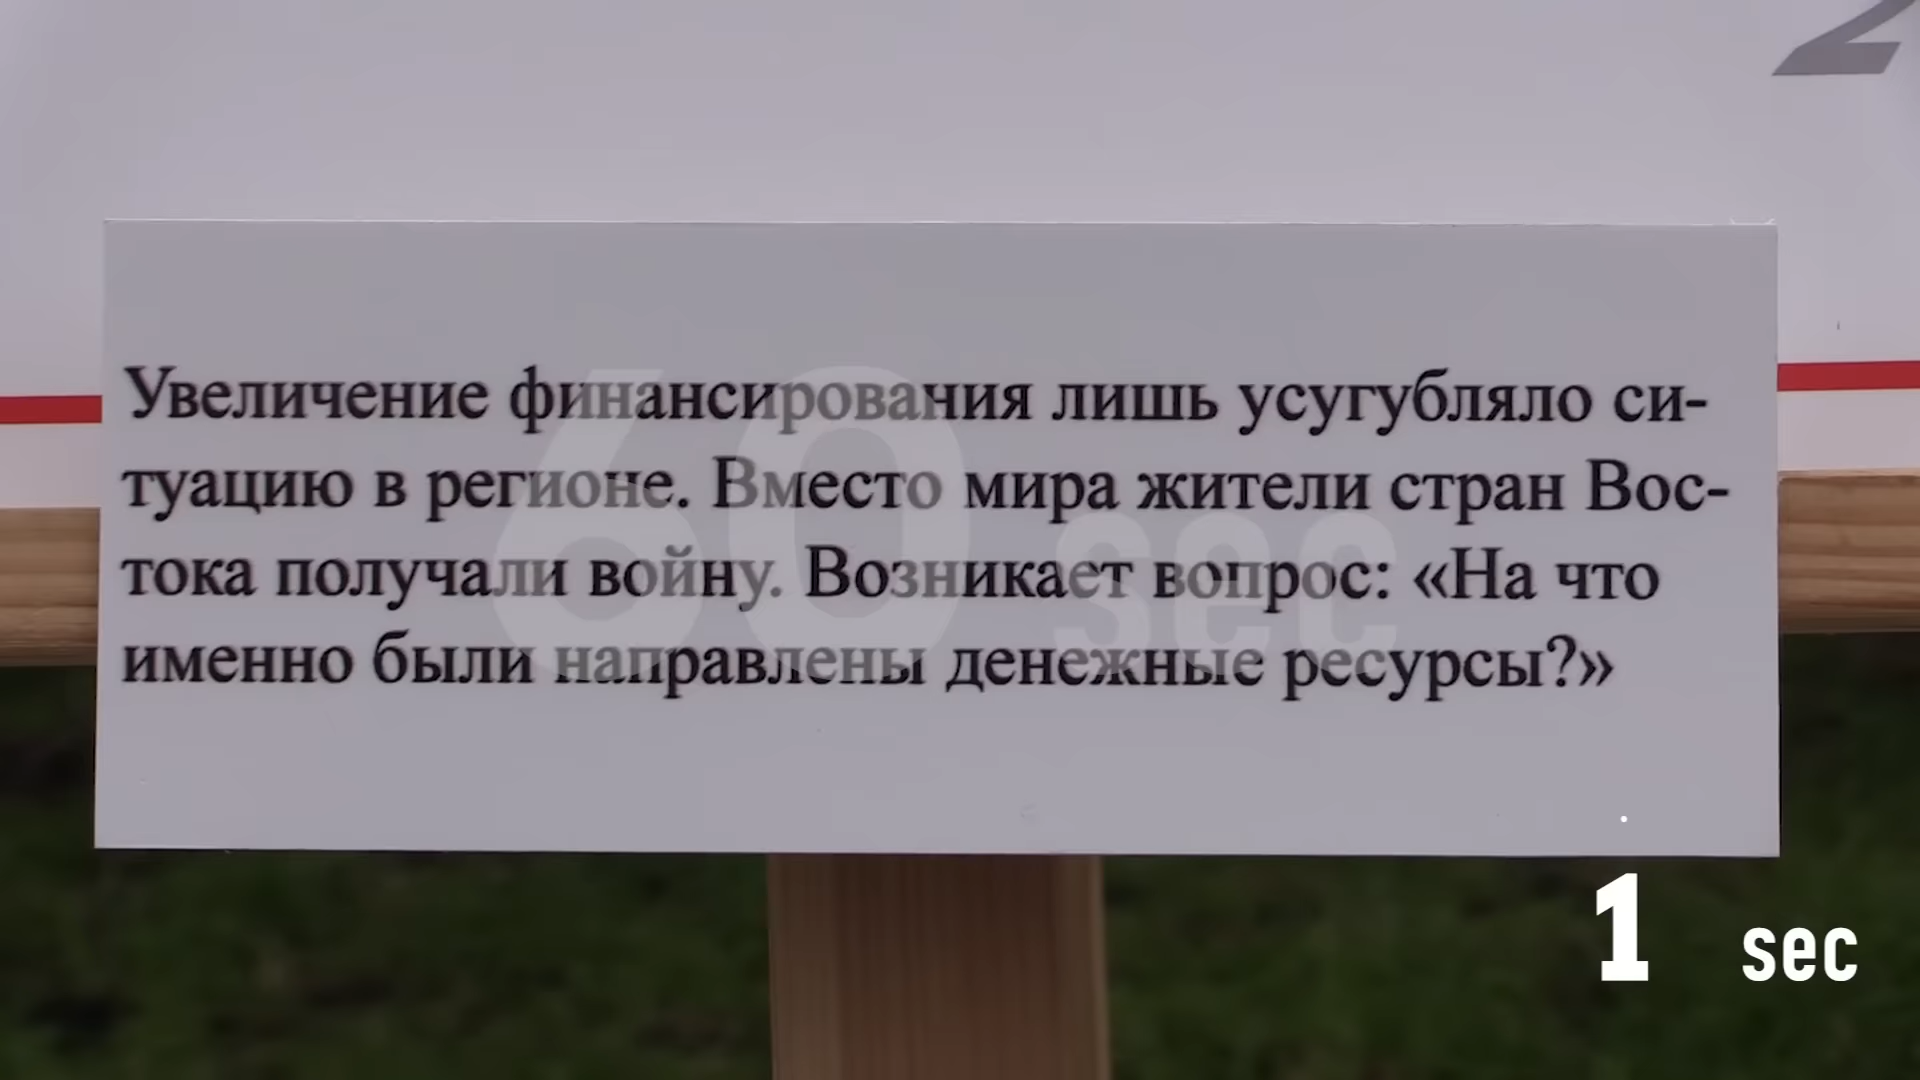 2
Увеличение финансирования лишь усугубляло си-
туацию в регионе. Вместо мира жители стран Вос-
тока получали войну. Возникает вопрос: «На что
именно были направлены денежные ресурсы?»
60 sec
1 sec